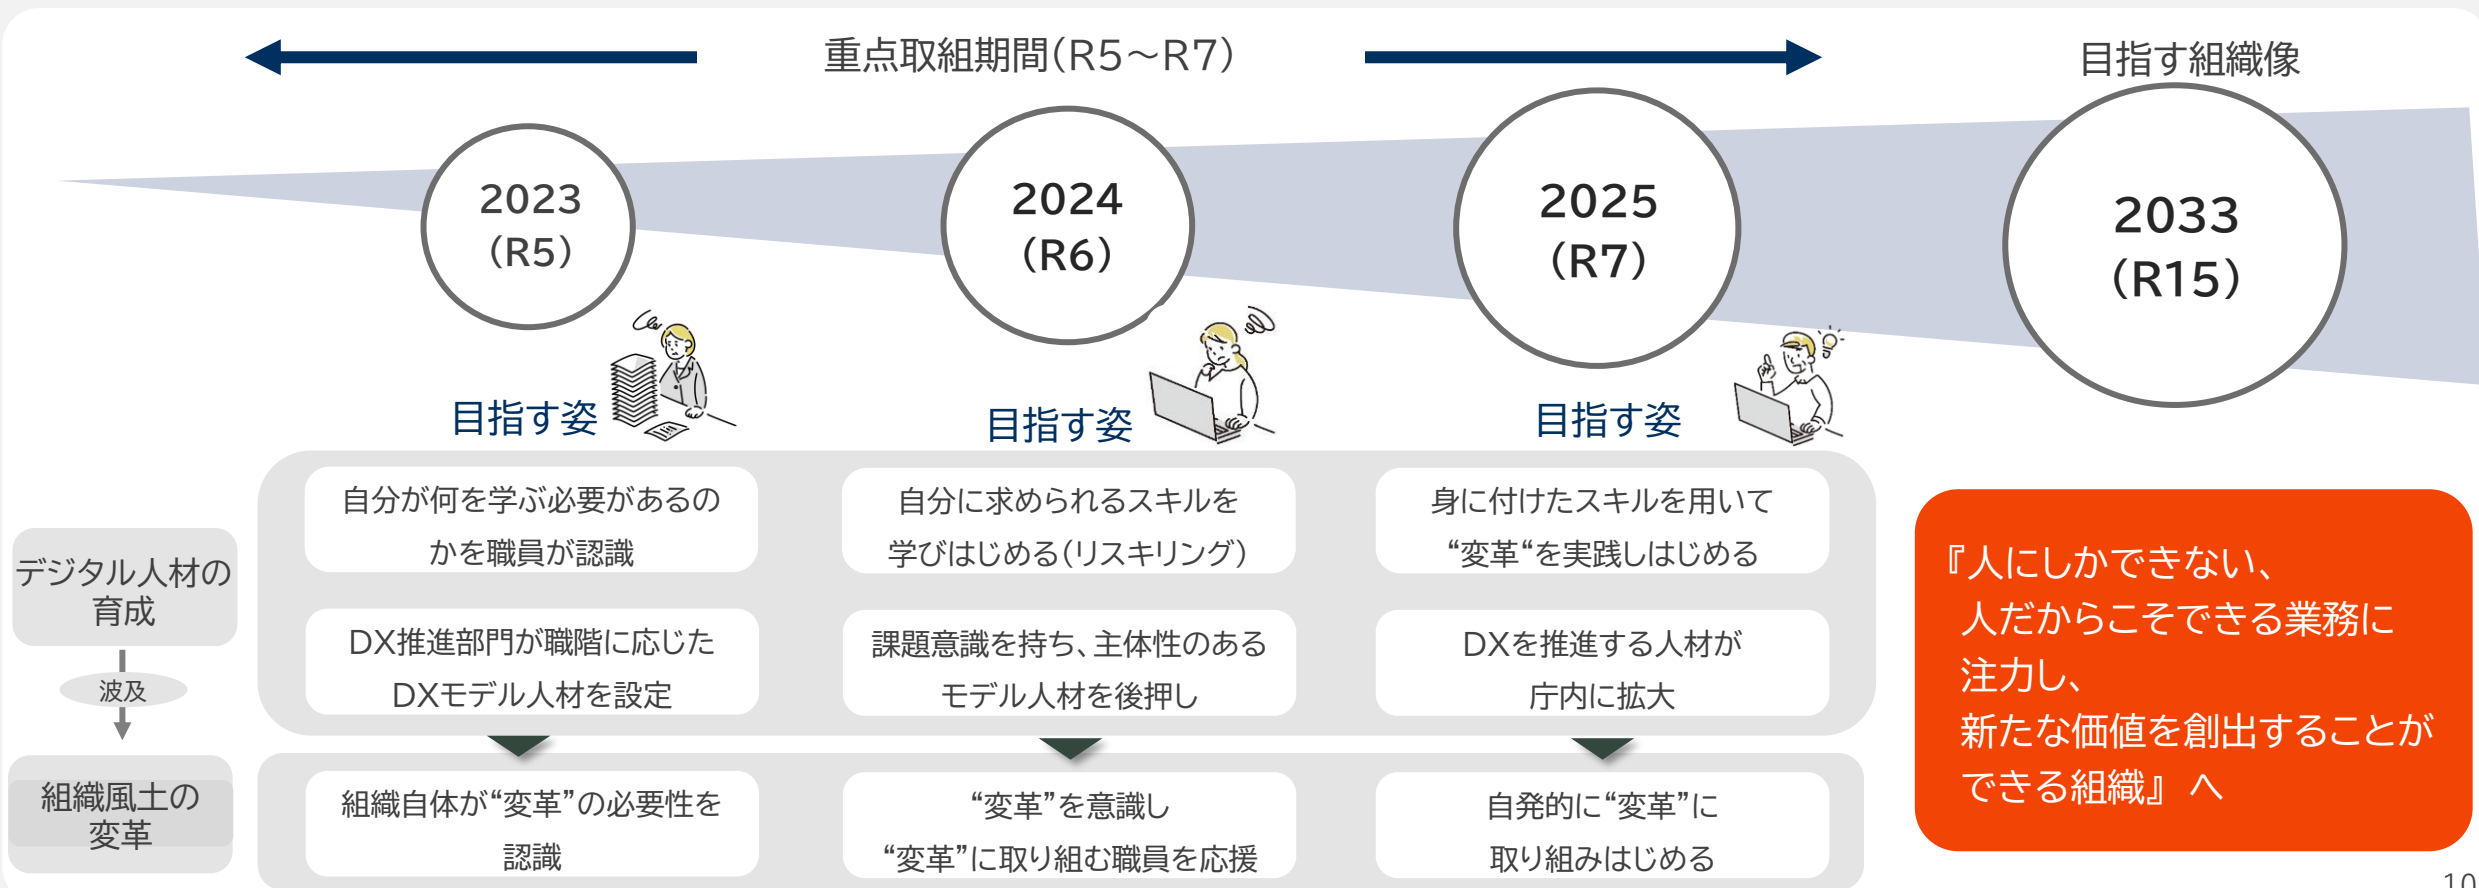 重点取組期間(R5～R7)
目指す組織像
2023
(R5)
2024
(R6)
2025
(R7)
2033
(R15)
目指す姿
目指す姿
目指す姿
デジタル人材の
育成
波及
組織風土の
変革
自分が何を学ぶ必要があるの
かを職員が認識
自分に求められるスキルを
学びはじめる(リスキリング)
身に付けたスキルを用いて
“変革“を実践しはじめる
DX推進部門が職階に応じた
DXモデル人材を設定
課題意識を持ち、主体性のある
モデル人材を後押し
DXを推進する人材が
庁内に拡大
組織自体が“変革”の必要性を
認識
“変革”を意識し
“変革”に取り組む職員を応援
自発的に“変革”に
取り組みはじめる
『人にしかできない、
人だからこそできる業務に
注力し、
新たな価値を創出することが
できる組織』 へ
10